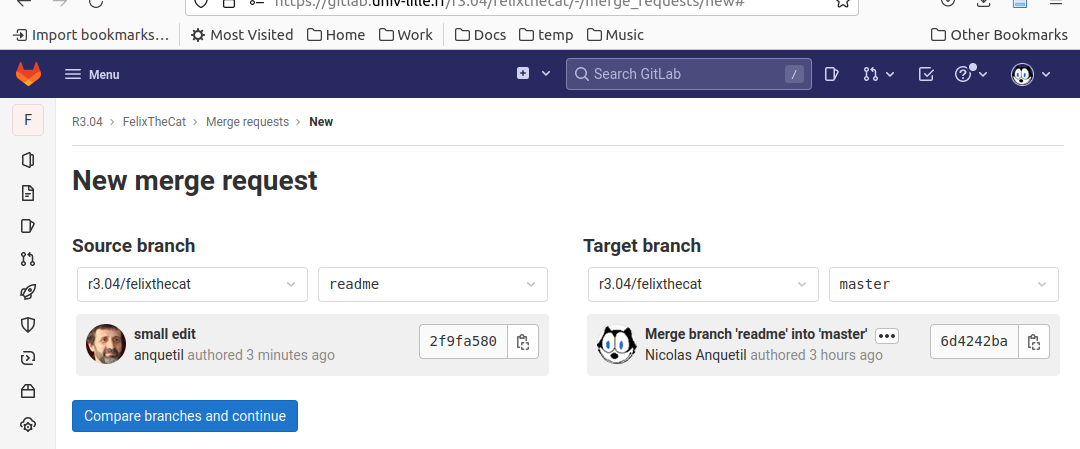 https://gitlab.univ-lille.fr/r3.04/felixthecat/-/merge_requests/new#
Import bookmarks… Most Visited Home Work Docs temp Music Other Bookmarks
Menu Search GitLab /
F R3.04 > FelixTheCat > Merge requests > New
New merge request
Source branch Target branch
r3.04/felixthecat readme r3.04/felixthecat master
small edit 2f9fa580 Merge branch 'readme' into 'master' ••• 6d4242ba
anquetil authored 3 minutes ago Nicolas Anquetil authored 3 hours ago
Compare branches and continue